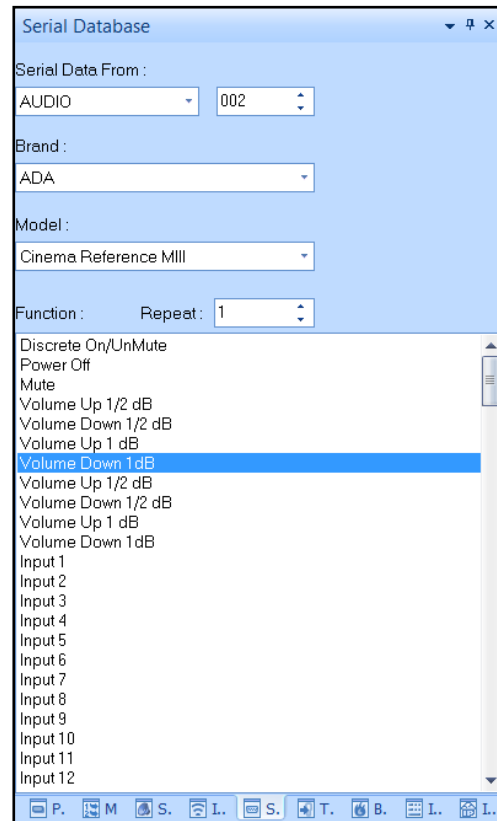 Serial Database
Serial Data From :
AUDIO 002
Brand :
ADA
Model :
Cinema Reference MIII
Function : Repeat : 1
Discrete On/UnMute
Power Off
Mute
Volume Up 1/2 dB
Volume Down 1/2 dB
Volume Up 1 dB
Volume Down 1dB
Volume Up 1/2 dB
Volume Down 1/2 dB
Volume Up 1 dB
Volume Down 1dB
Input 1
Input 2
Input 3
Input 4
Input 5
Input 6
Input 7
Input 8
Input 9
Input 10
Input 11
Input 12
P. M S. I.. S. T. B. I.. I..